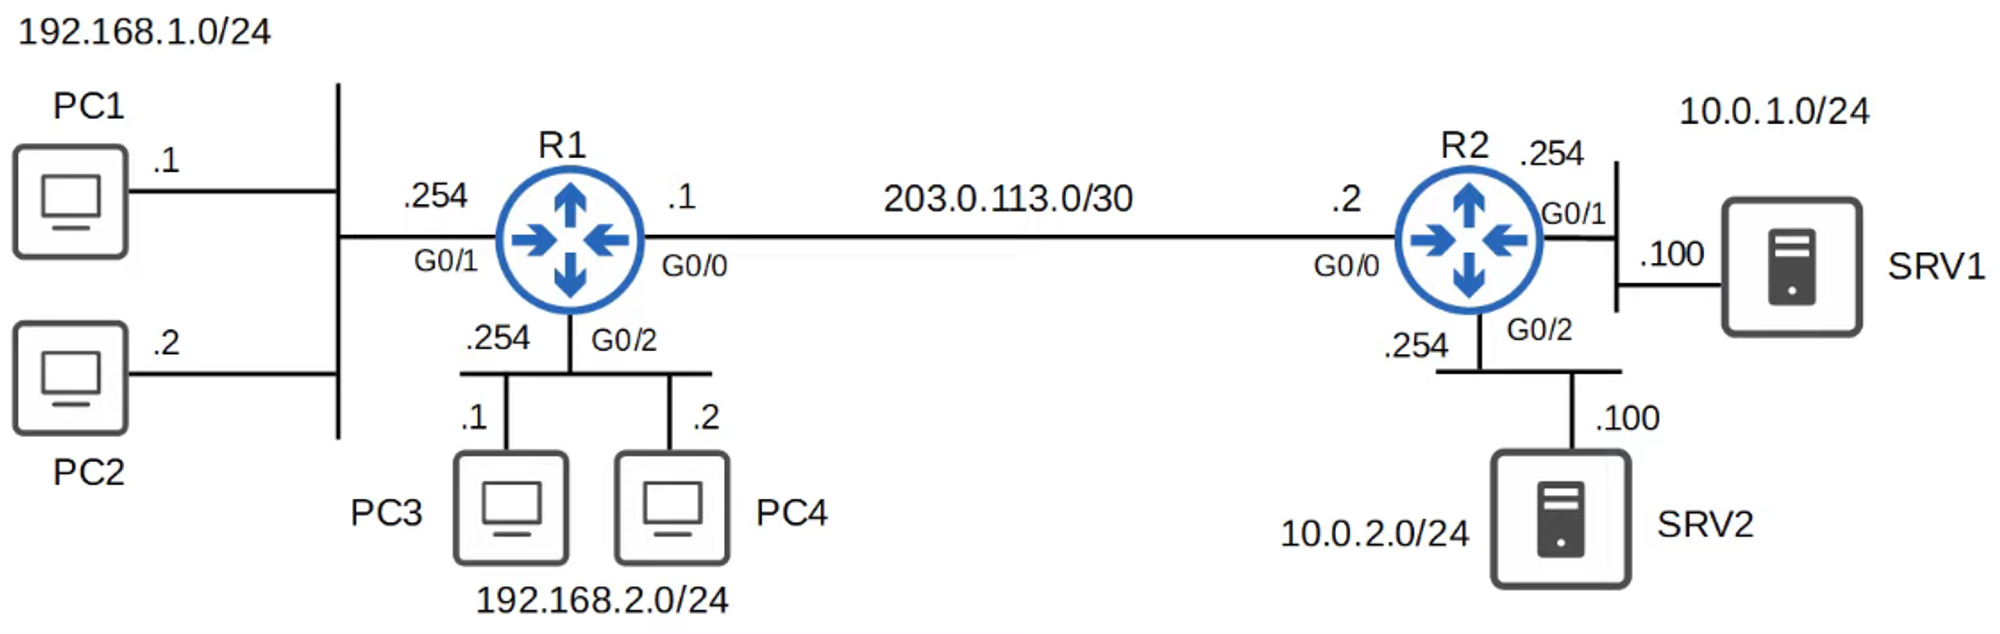 192.168.1.0/24
PC1
.1
.254
G0/1
R1
.1
G0/0
203.0.113.0/30
.2
G0/0
R2
.254
G0/1
10.0.1.0/24
.100
SRV1
.2
PC2
.254
G0/2
.1
.2
PC3
PC4
192.168.2.0/24
.254
G0/2
.100
10.0.2.0/24
SRV2